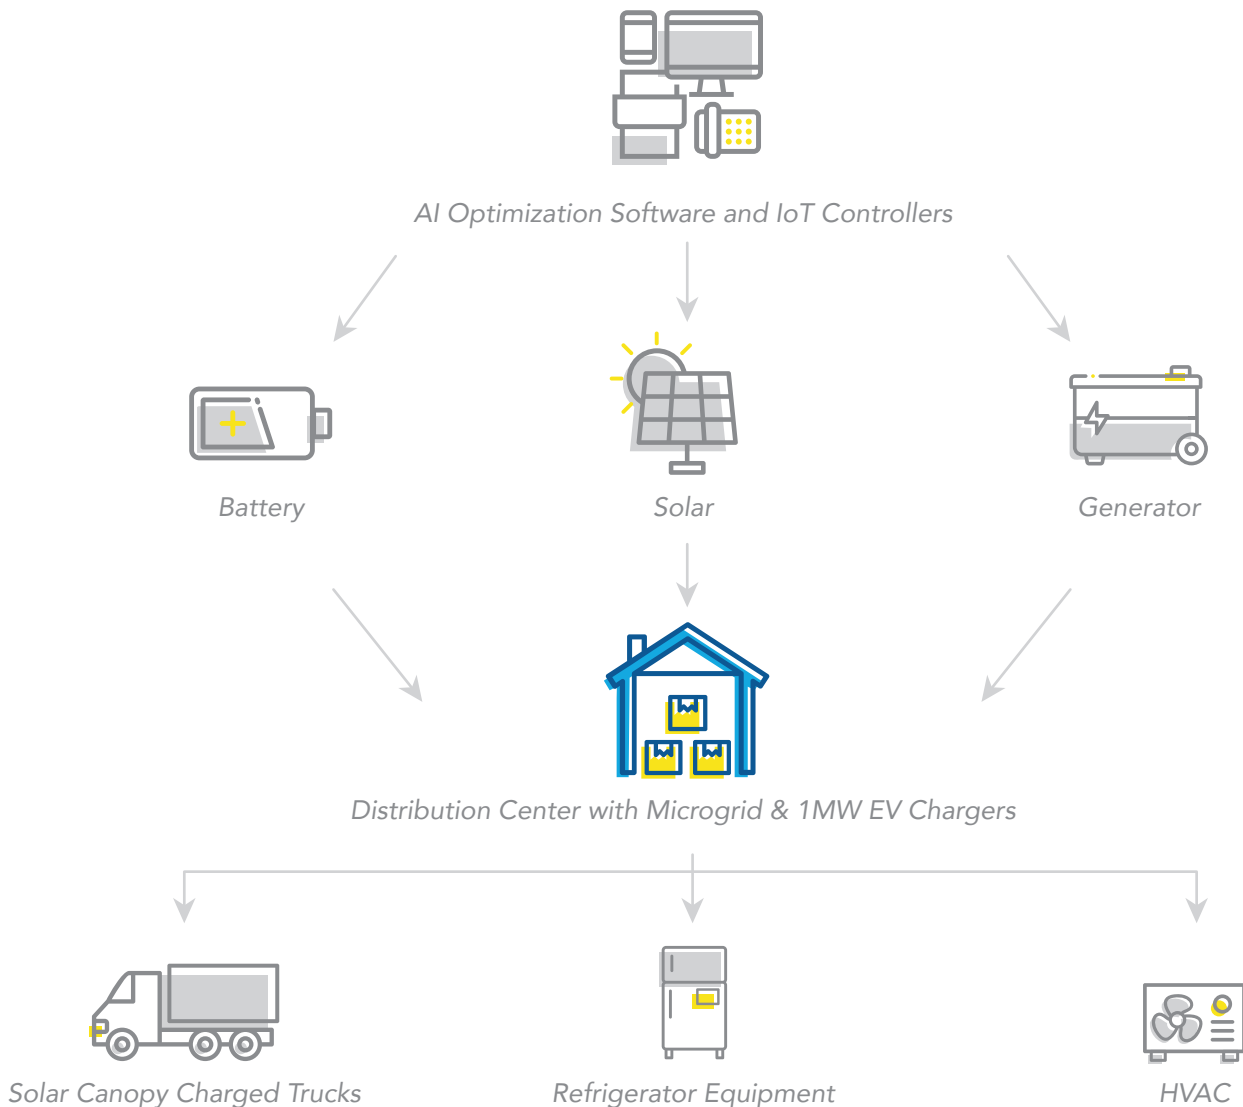 AI Optimization Software and IoT Controllers
Battery
Solar
Generator
Distribution Center with Microgrid & 1MW EV Chargers
Solar Canopy Charged Trucks
Refrigerator Equipment
HVAC